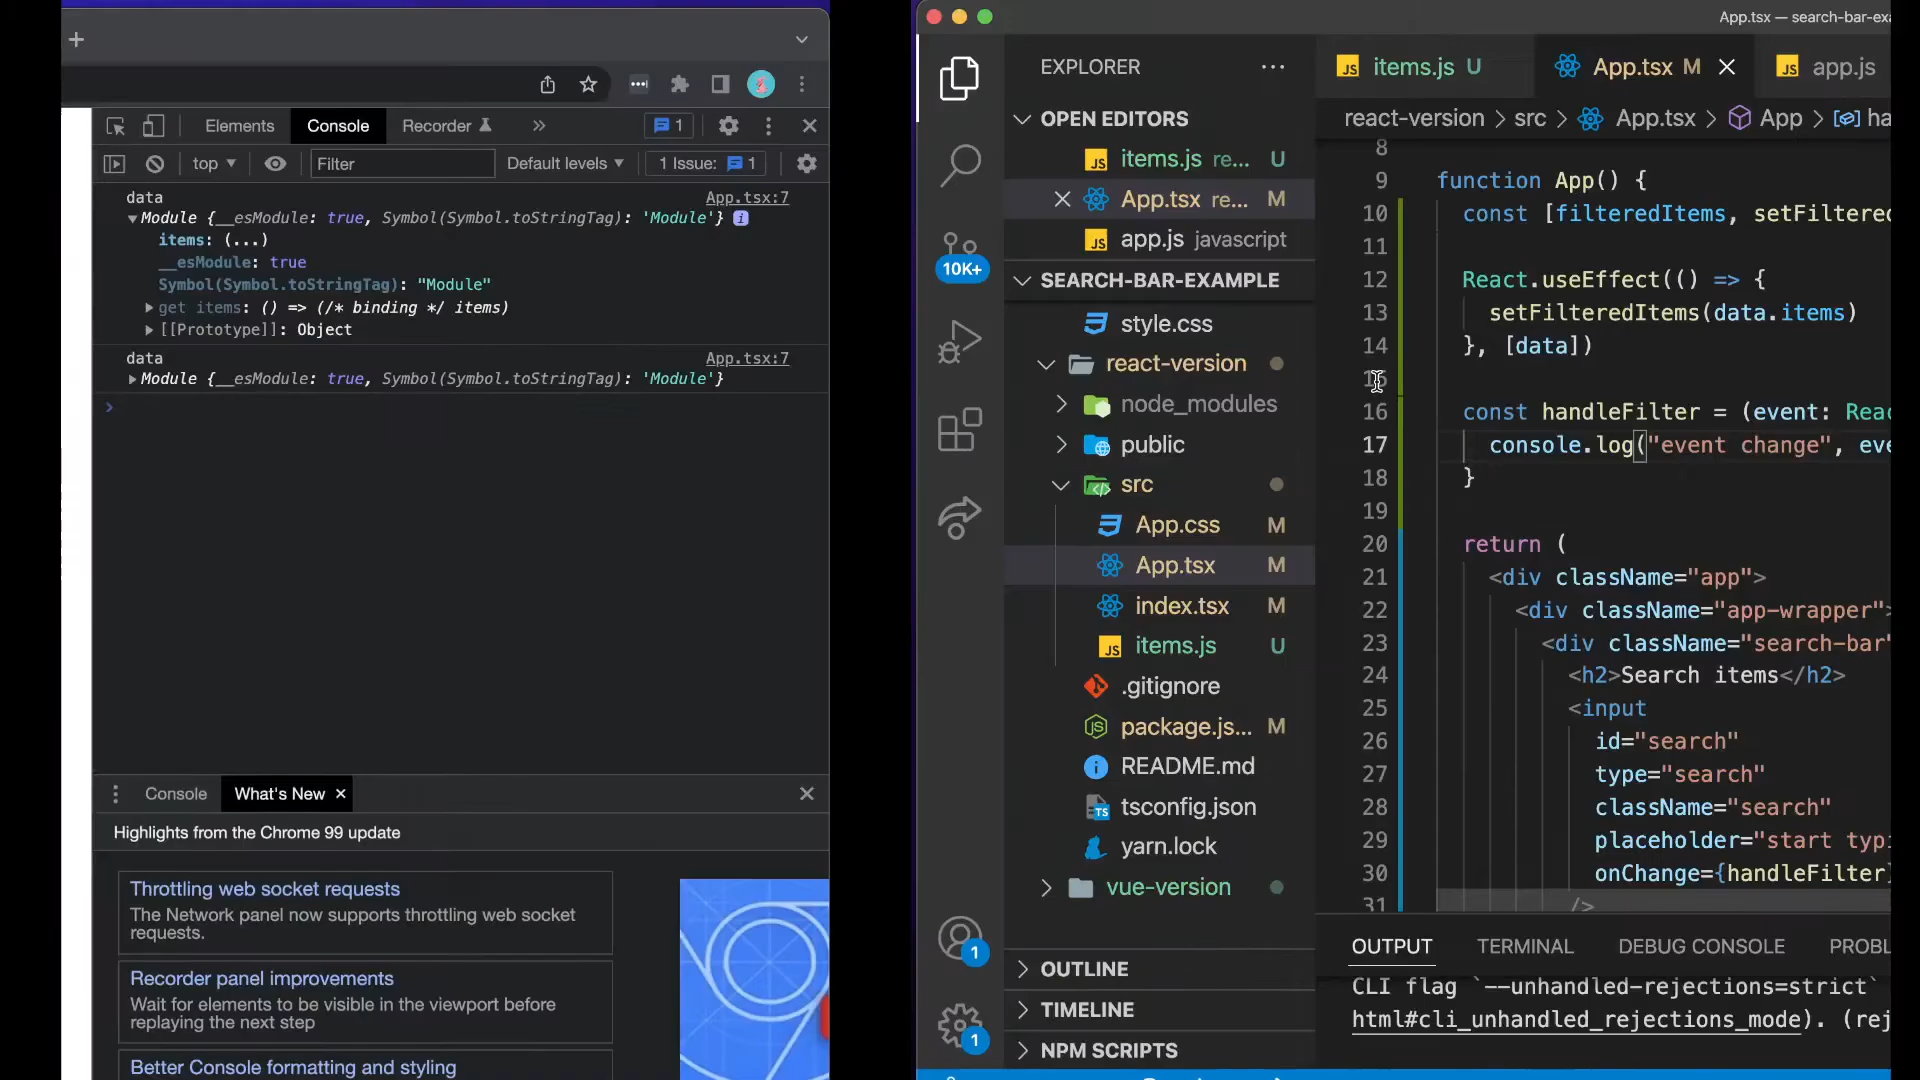 Elements
Console
Recorder
1
top
Filter
Default levels
1 Issue:
1
data
App.tsx:7
Module {__esModule: true, Symbol(Symbol.toStringTag): 'Module'} i
items: (...)
__esModule: true
Symbol(Symbol.toStringTag): "Module"
get items: () => (/* binding */ items)
[[Prototype]]: Object
data
App.tsx:7
Module {__esModule: true, Symbol(Symbol.toStringTag): 'Module'}
Console
What's New
Highlights from the Chrome 99 update
Throttling web socket requests
The Network panel now supports throttling web socket
requests.
Recorder panel improvements
Wait for elements to be visible in the viewport before
replaying the next step
Better Console formatting and styling
App.tsx — search-bar-exa
10K+
1
1
EXPLORER
OPEN EDITORS
JS items.js re... U
App.tsx re... M
JS app.js javascript
SEARCH-BAR-EXAMPLE
style.css
react-version
node_modules
public
src
App.css M
App.tsx M
index.tsx M
JS items.js U
.gitignore
package.js... M
README.md
TS tsconfig.json
yarn.lock
vue-version
OUTLINE
TIMELINE
NPM SCRIPTS
JS items.js U
App.tsx M
JS app.js
react-version > src > App.tsx > App > ha
8
9 function App() {
10 const [filteredItems, setFiltered
11
12 React.useEffect(() => {
13 setFilteredItems(data.items)
14 }, [data])
15
16 const handleFilter = (event: Reac
17 console.log("event change", eve
18 }
19
20 return (
21 <div className="app">
22 <div className="app-wrapper">
23 <div className="search-bar"
24 <h2>Search items</h2>
25 <input
26 id="search"
27 type="search"
28 className="search"
29 placeholder="start typi
30 onChange={handleFilter}
31 />
OUTPUT
TERMINAL
DEBUG CONSOLE
PROBL
CLI flag `--unhandled-rejections=strict`
html#cli_unhandled_rejections_mode). (rej